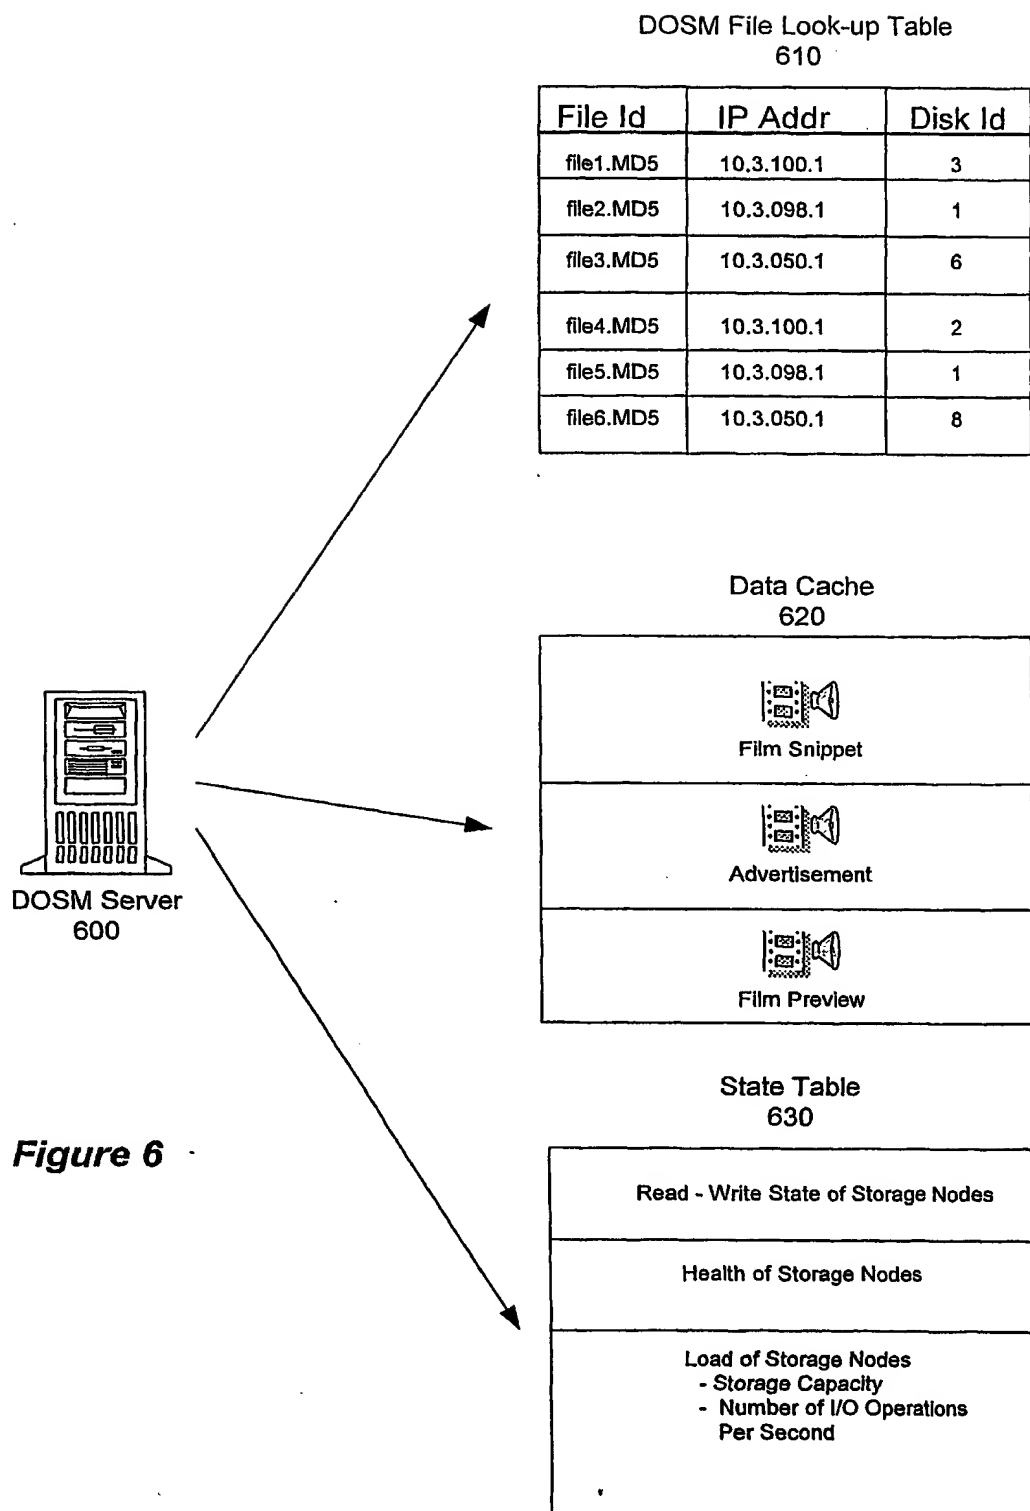 DOSM File Look-up Table
610
File Id IP Addr Disk Id
file1.MD5 10.3.100.1 3
file2.MD5 10.3.098.1 1
file3.MD5 10.3.050.1 6
file4.MD5 10.3.100.1 2
file5.MD5 10.3.098.1 1
file6.MD5 10.3.050.1 8
Data Cache
620
Film Snippet
Advertisement
Film Preview
DOSM Server
600
State Table
630
Read - Write State of Storage Nodes
Health of Storage Nodes
Load of Storage Nodes
- Storage Capacity
- Number of I/O Operations
Per Second
Figure 6